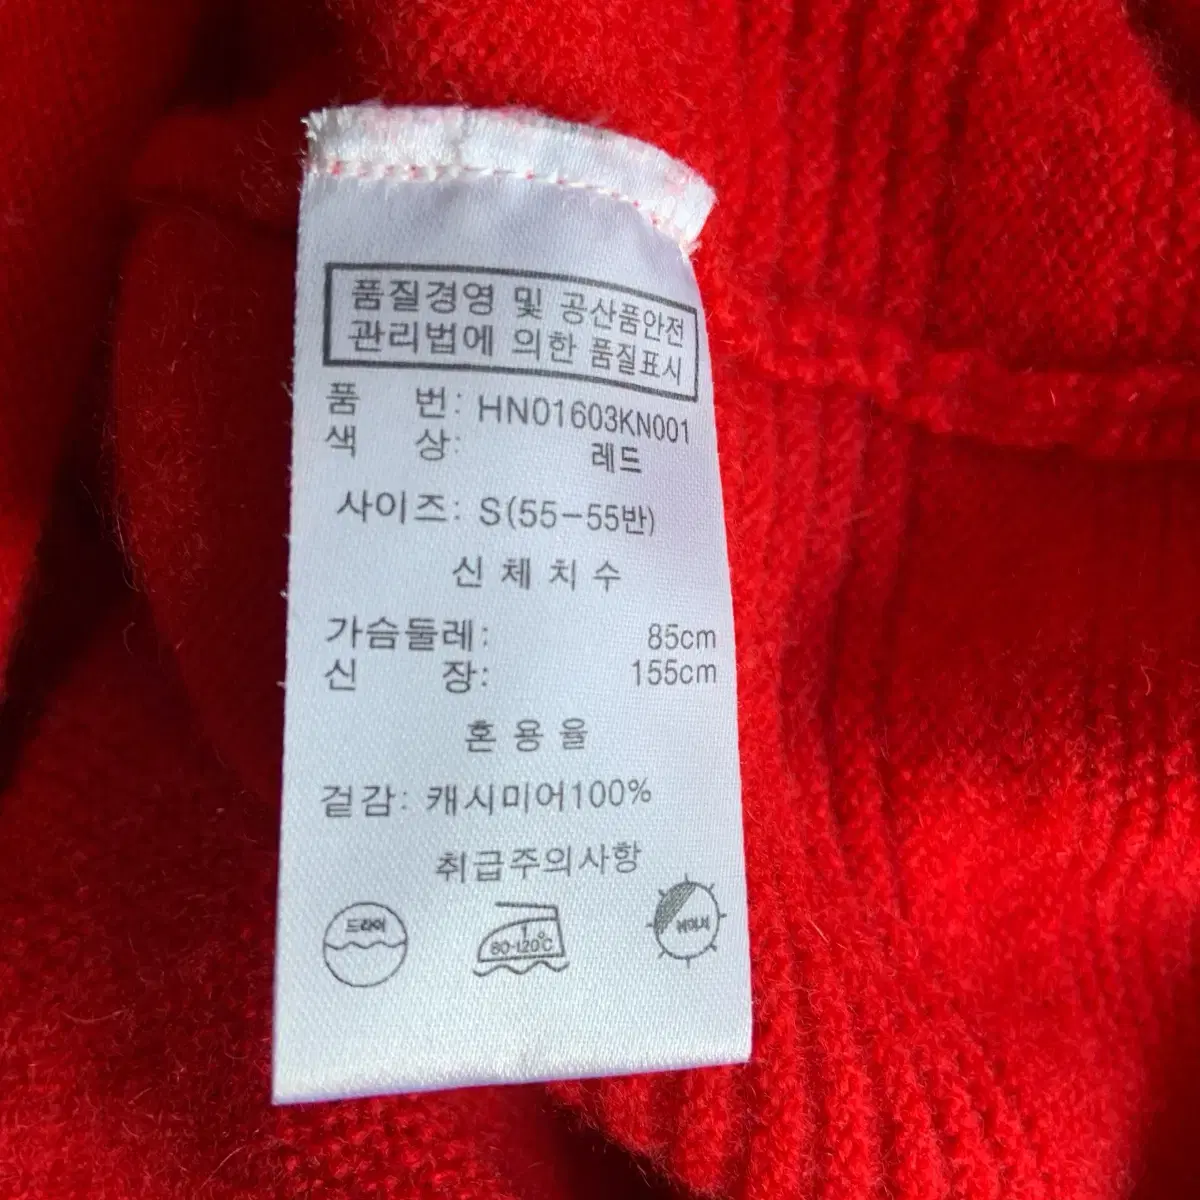 품질경영 및 공산품안전
관리법에 의한 품질표시
품 번: HN01603KN001
색 상: 레드
사이즈: S(55-55반)
신체치수
가슴둘레: 85cm
신 장: 155cm
혼용율
겉감: 캐시미어100%
취급주의사항
드라이
80-120℃
뉘어서